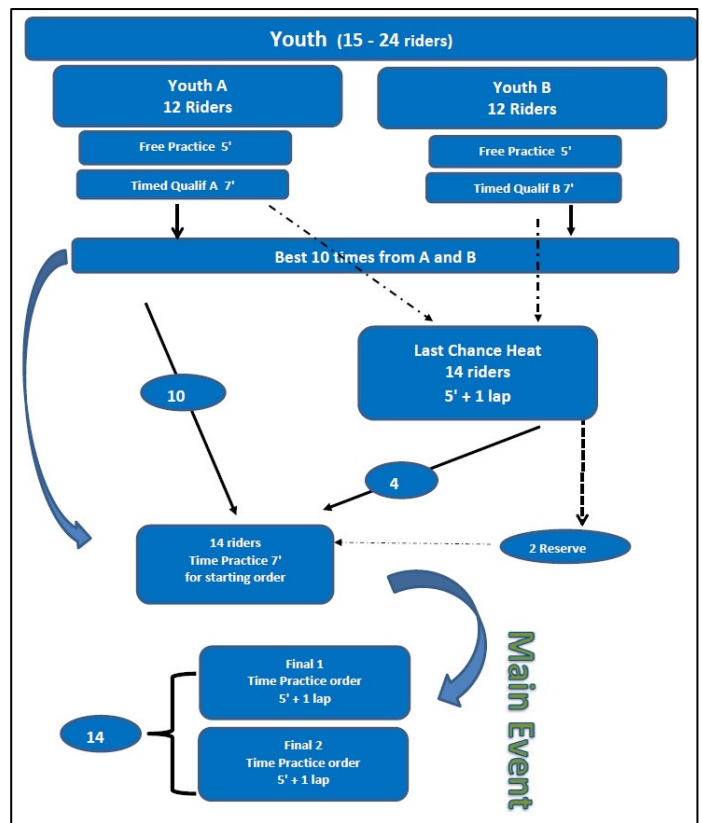 Youth (15 - 24 riders)
Youth A
12 Riders
Youth B
12 Riders
Free Practice 5'
Free Practice 5'
Timed Qualif A 7'
Timed Qualif B 7'
Best 10 times from A and B
Last Chance Heat
14 riders
5' + 1 lap
10
4
14 riders
Time Practice 7'
for starting order
2 Reserve
Main Event
Final 1
Time Practice order
5' + 1 lap
14
Final 2
Time Practice order
5' + 1 lap